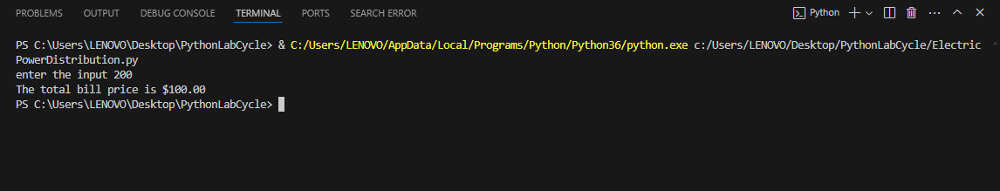 PROBLEMS OUTPUT DEBUG CONSOLE TERMINAL PORTS SEARCH ERROR Python
PS C:\Users\LENOVO\Desktop\PythonLabCycle> & C:/Users/LENOVO/AppData/Local/Programs/Python/Python36/python.exe c:/Users/LENOVO/Desktop/PythonLabCycle/Electric
PowerDistribution.py
enter the input 200
The total bill price is $100.00
PS C:\Users\LENOVO\Desktop\PythonLabCycle>